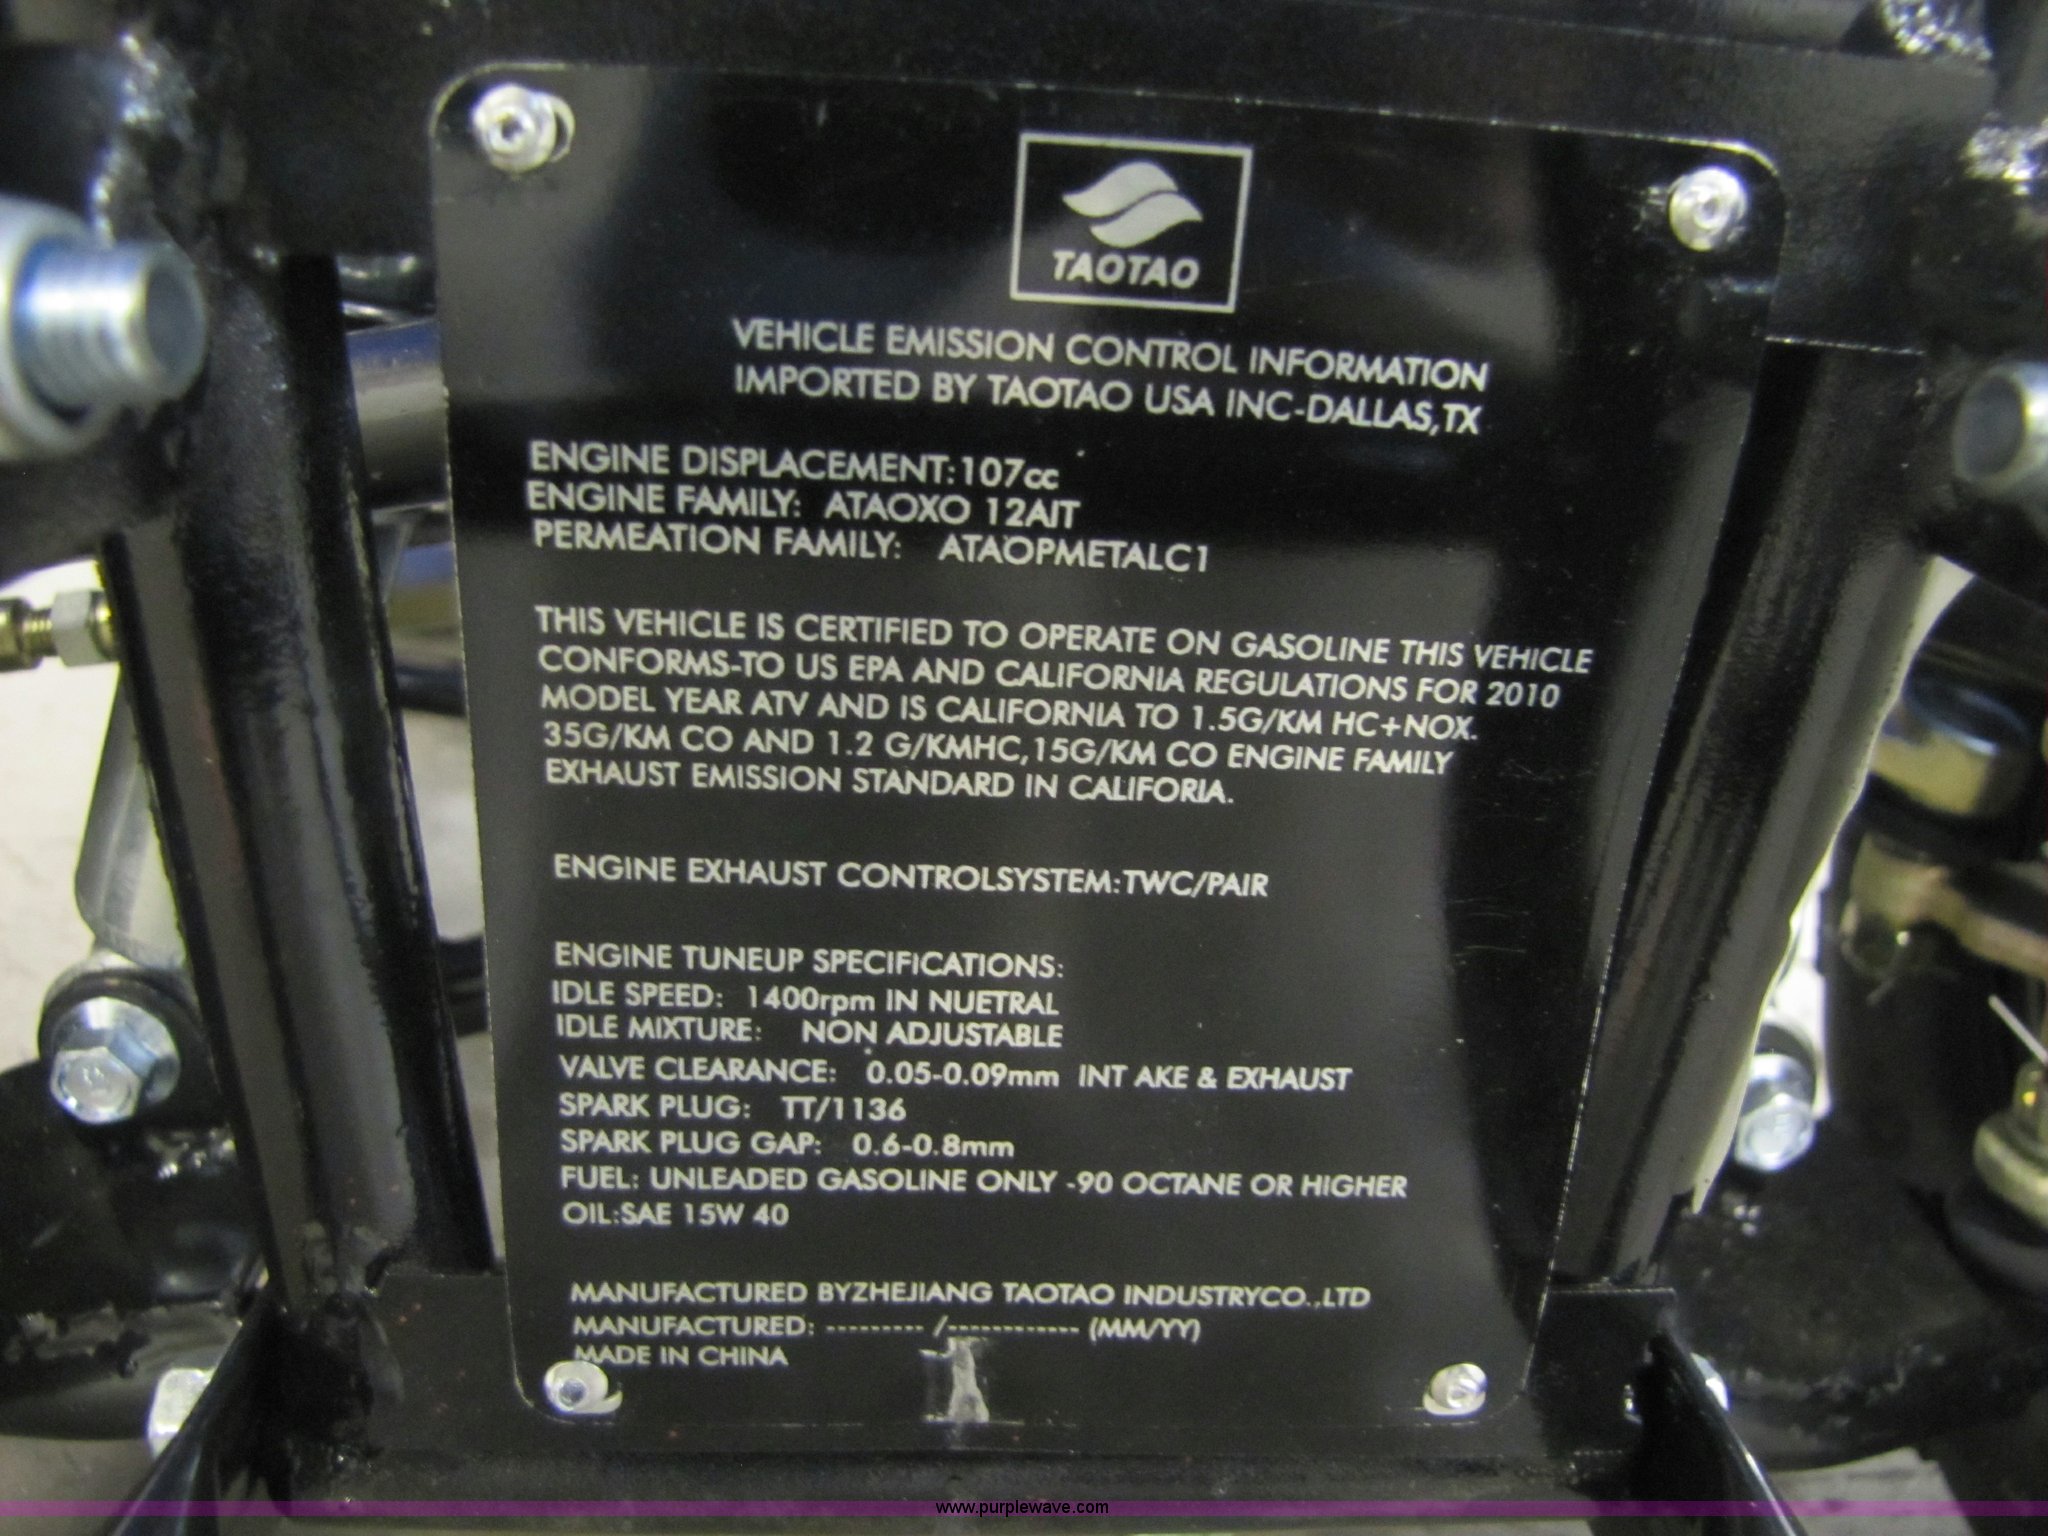 TAOTAO
VEHICLE EMISSION CONTROL INFORMATION
IMPORTED BY TAOTAO USA INC-DALLAS,TX
ENGINE DISPLACEMENT:107cc
ENGINE FAMILY: ATAOXO 12AIT
PERMEATION FAMILY: ATAOPMETALC1
THIS VEHICLE IS CERTIFIED TO OPERATE ON GASOLINE THIS VEHICLE
CONFORMS-TO US EPA AND CALIFORNIA REGULATIONS FOR 2010
MODEL YEAR ATV AND IS CALIFORNIA TO 1.5G/KM HC+NOX.
35G/KM CO AND 1.2 G/KMHC,15G/KM CO ENGINE FAMILY
EXHAUST EMISSION STANDARD IN CALIFORIA.
ENGINE EXHAUST CONTROLSYSTEM:TWC/PAIR
ENGINE TUNEUP SPECIFICATIONS:
IDLE SPEED: 1400rpm IN NUETRAL
IDLE MIXTURE: NON ADJUSTABLE
VALVE CLEARANCE: 0.05-0.09mm INT AKE & EXHAUST
SPARK PLUG: TT/1136
SPARK PLUG GAP: 0.6-0.8mm
FUEL: UNLEADED GASOLINE ONLY -90 OCTANE OR HIGHER
OIL:SAE 15W 40
MANUFACTURED BYZHEJIANG TAOTAO INDUSTRYCO.,LTD
MANUFACTURED: --------- /------------ (MM/YY)
MADE IN CHINA
www.purplewave.com